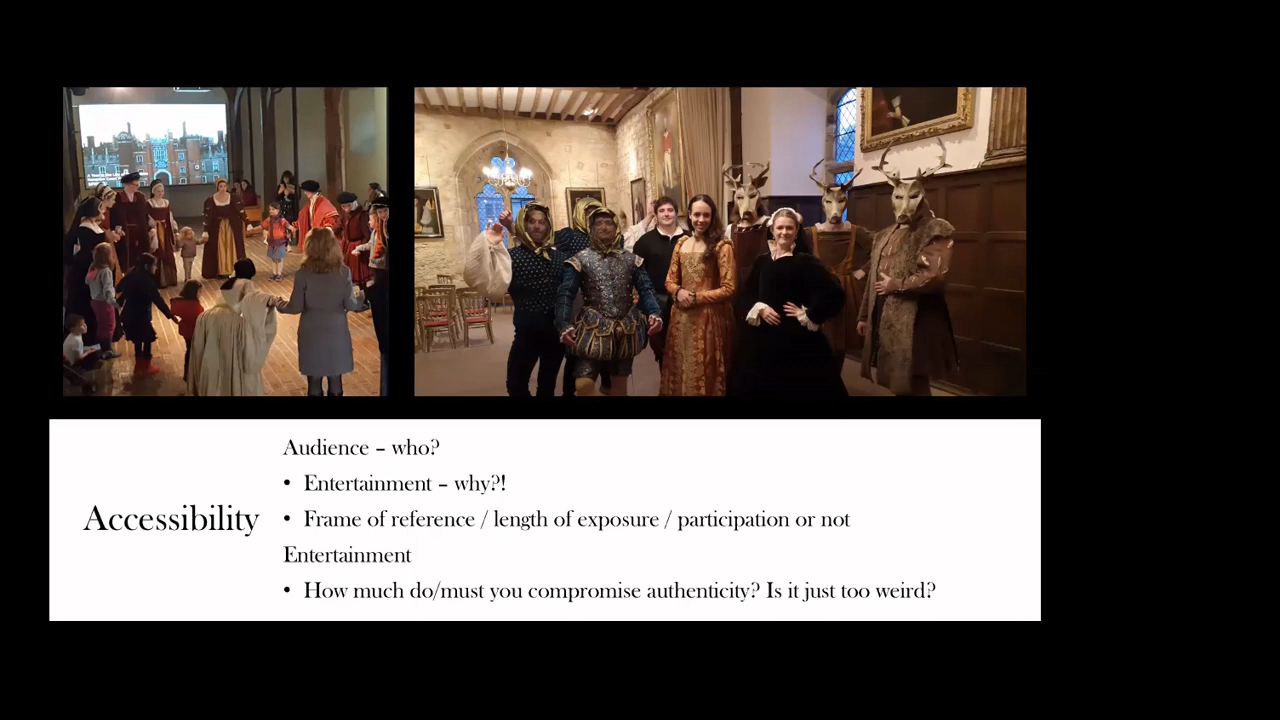 Accessibility
Audience – who?
• Entertainment – why?!
• Frame of reference / length of exposure / participation or not
Entertainment
• How much do/must you compromise authenticity? Is it just too weird?